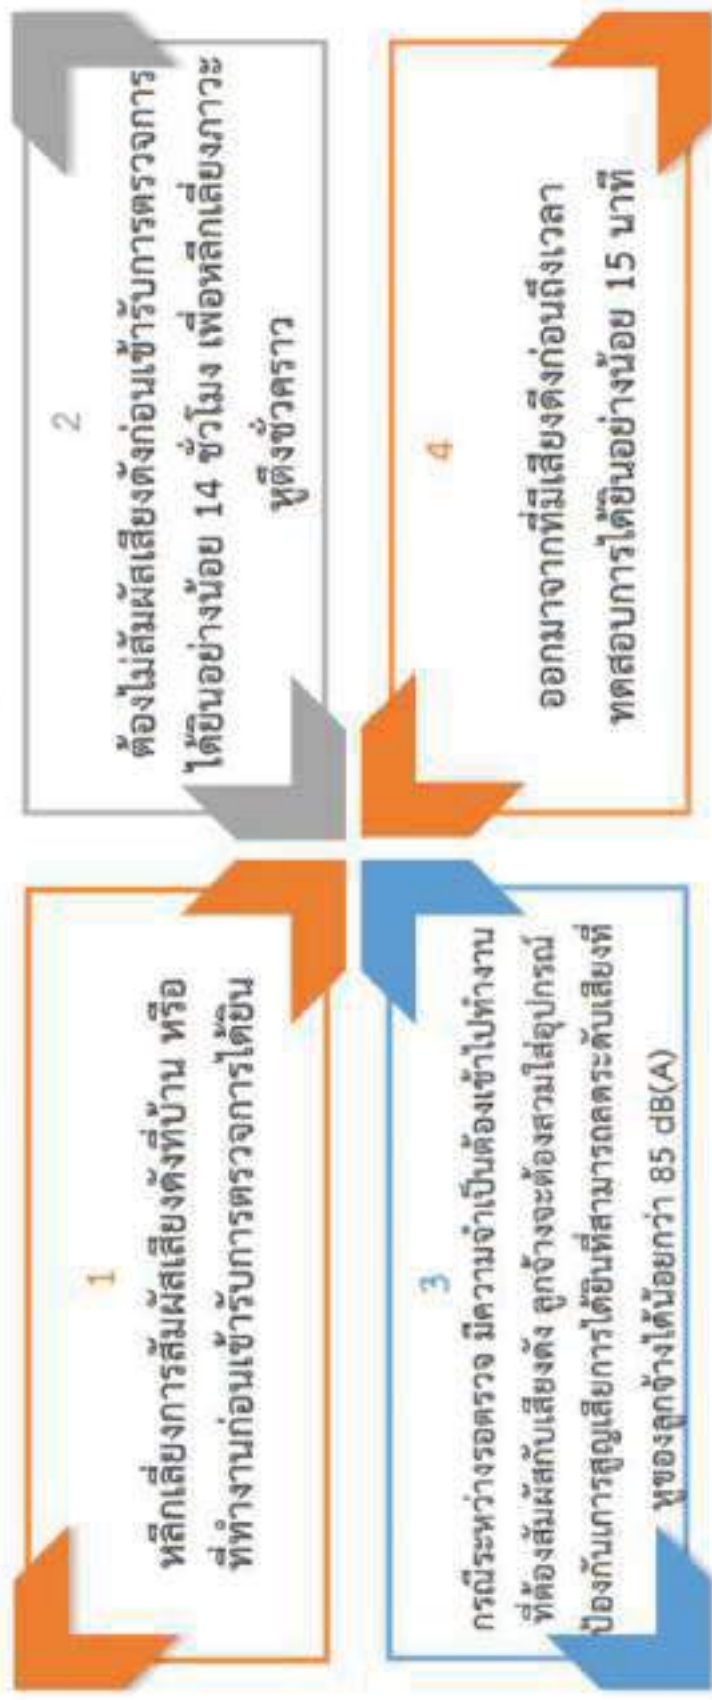 1
หลีกเลี่ยงการสัมผัสเสียงดังที่บ้าน หรือ
ที่ทำงานก่อนเข้ารับการตรวจการได้ยิน
2
ต้องไม่สัมผัสเสียงดังก่อนเข้ารับการตรวจการ
ได้ยินอย่างน้อย 14 ชั่วโมง เพื่อหลีกเลี่ยงภาวะ
หูตึงชั่วคราว
3
กรณีระหว่างรอตรวจ มีความจำเป็นต้องเข้าไปทำงาน
ที่ต้องสัมผัสกับเสียงดัง ลูกจ้างจะต้องสวมใส่อุปกรณ์
ป้องกันเการสูญเสียการได้ยินที่สามารถลดระดับเสียงที่
หูของลูกจ้างได้น้อยกว่า 85 dB(A)
4
ออกมาจากที่มีเสียงดังก่อนถึงเวลา
ทดสอบการได้ยินอย่างน้อย 15 นาที